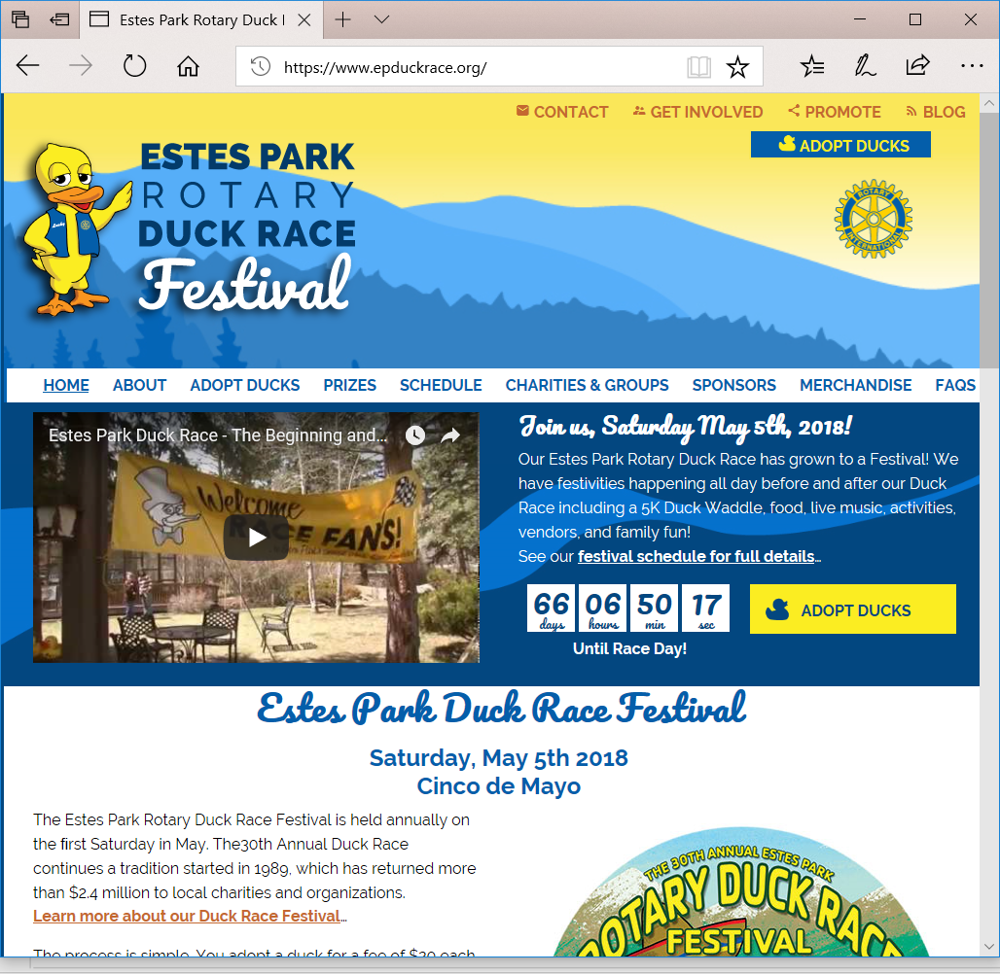 Estes Park Rotary Duck
https://www.epduckrace.org/
CONTACT
GET INVOLVED
PROMOTE
BLOG
ADOPT DUCKS
ESTES PARK
ROTARY
DUCK RACE
Festival
Lucky
ROTARY
INTERNATIONAL
HOME ABOUT ADOPT DUCKS PRIZES SCHEDULE CHARITIES & GROUPS SPONSORS MERCHANDISE FAQS
Estes Park Duck Race - The Beginning and...
Welcome
RACE FANS!
Join us, Saturday May 5th, 2018!
Our Estes Park Rotary Duck Race has grown to a Festival! We
have festivities happening all day before and after our Duck
Race including a 5K Duck Waddle, food, live music, activities,
vendors, and family fun!
See our festival schedule for full details...
66 06 50 17
days hours min sec
Until Race Day!
ADOPT DUCKS
Estes Park Duck Race Festival
Saturday, May 5th 2018
Cinco de Mayo
The Estes Park Rotary Duck Race Festival is held annually on
the first Saturday in May. The30th Annual Duck Race
continues a tradition started in 1989, which has returned more
than $2.4 million to local charities and organizations.
Learn more about our Duck Race Festival...
The process is simple. You adopt a duck for a fee of $20 each
THE 30TH ANNUAL ESTES PARK
ROTARY DUCK RACE
FESTIVAL